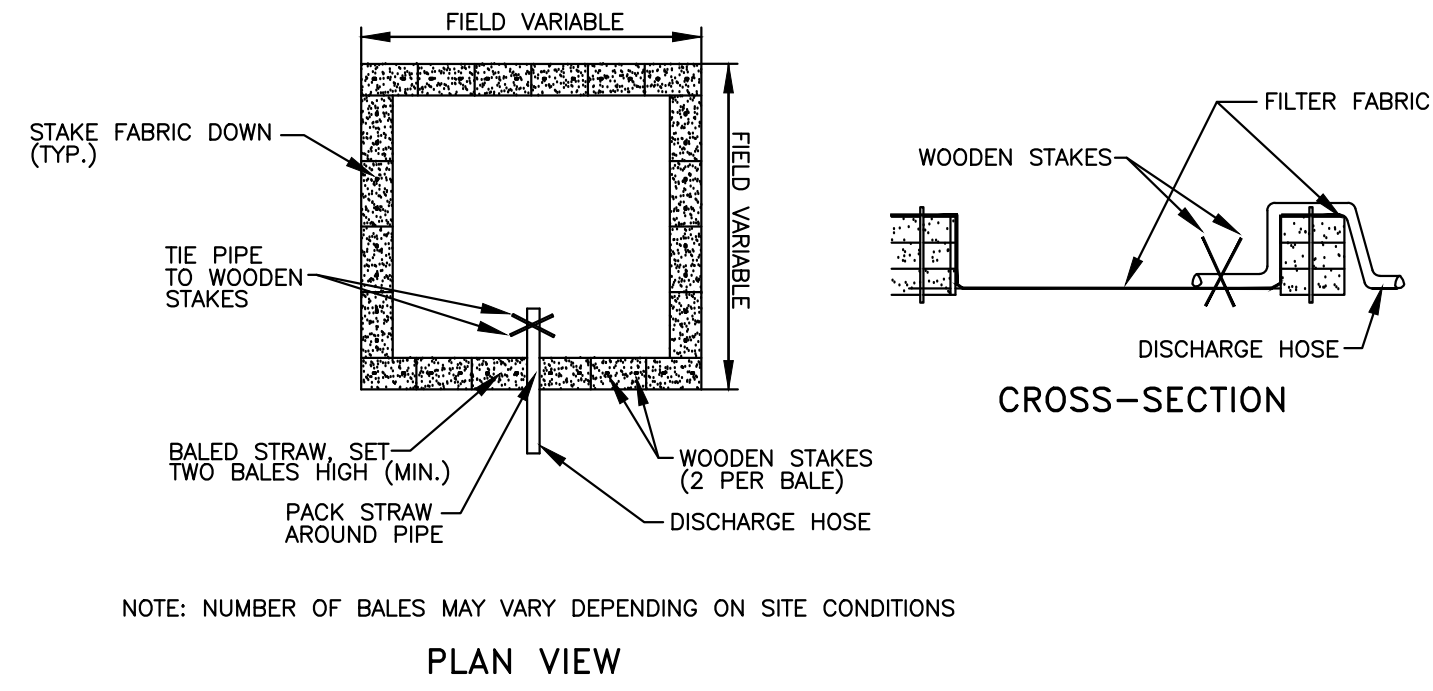 FIELD VARIABLE
STAKE FABRIC DOWN
(TYP.)
FIELD VARIABLE
TIE PIPE
TO WOODEN
STAKES
BALED STRAW, SET
TWO BALES HIGH (MIN.)
WOODEN STAKES
(2 PER BALE)
PACK STRAW
AROUND PIPE
DISCHARGE HOSE
NOTE: NUMBER OF BALES MAY VARY DEPENDING ON SITE CONDITIONS
PLAN VIEW
FILTER FABRIC
WOODEN STAKES
DISCHARGE HOSE
CROSS-SECTION